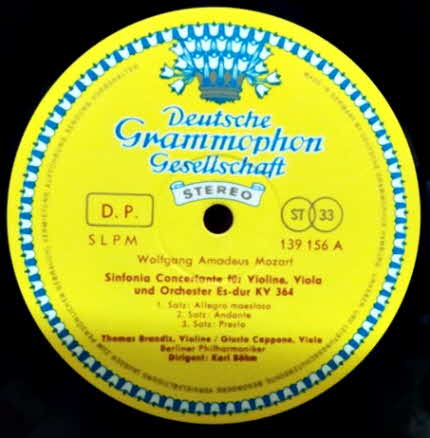 Deutsche
Grammophon
Gesellschaft
STEREO
D. P.
ST 33
SLPM
139 156 A
Wolfgang Amadeus Mozart
Sinfonia Concertante für Violine, Viola
und Orchester Es-dur KV 364
1. Satz: Allegro maestoso
2. Satz: Andante
3. Satz: Presto
Thomas Brandis, Violine / Giusto Cappone, Viola
Berliner Philharmoniker
Dirigent: Karl Böhm